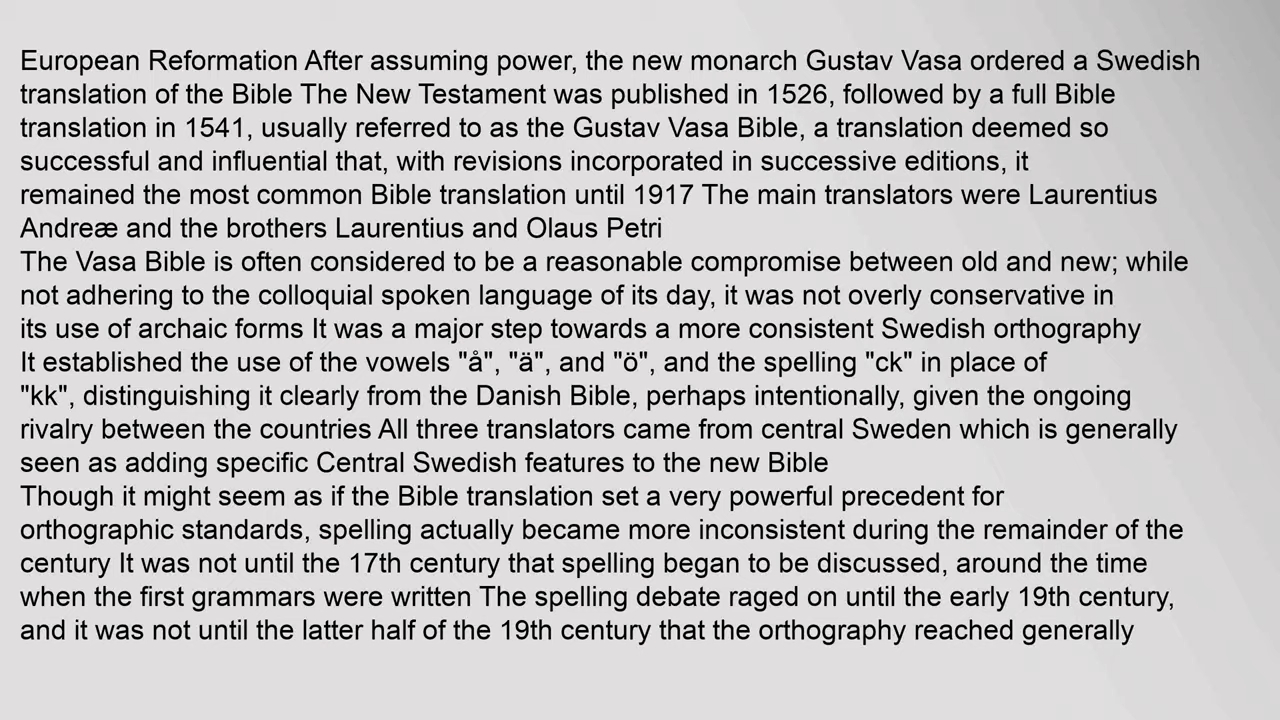 European Reformation After assuming power, the new monarch Gustav Vasa ordered a Swedish
translation of the Bible The New Testament was published in 1526, followed by a full Bible
translation in 1541, usually referred to as the Gustav Vasa Bible, a translation deemed so
successful and influential that, with revisions incorporated in successive editions, it
remained the most common Bible translation until 1917 The main translators were Laurentius
Andreæ and the brothers Laurentius and Olaus Petri
The Vasa Bible is often considered to be a reasonable compromise between old and new; while
not adhering to the colloquial spoken language of its day, it was not overly conservative in
its use of archaic forms It was a major step towards a more consistent Swedish orthography
It established the use of the vowels "å", "ä", and "ö", and the spelling "ck" in place of
"kk", distinguishing it clearly from the Danish Bible, perhaps intentionally, given the ongoing
rivalry between the countries All three translators came from central Sweden which is generally
seen as adding specific Central Swedish features to the new Bible
Though it might seem as if the Bible translation set a very powerful precedent for
orthographic standards, spelling actually became more inconsistent during the remainder of the
century It was not until the 17th century that spelling began to be discussed, around the time
when the first grammars were written The spelling debate raged on until the early 19th century,
and it was not until the latter half of the 19th century that the orthography reached generally